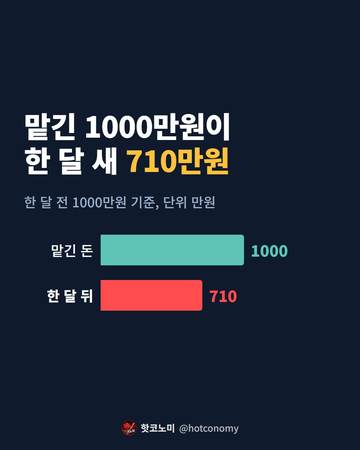 맡긴 1000만원이
한 달 새 710만원
한 달 전 1000만원 기준, 단위 만원
맡긴 돈 1000
한 달 뒤 710
핫코노미 @hotconomy